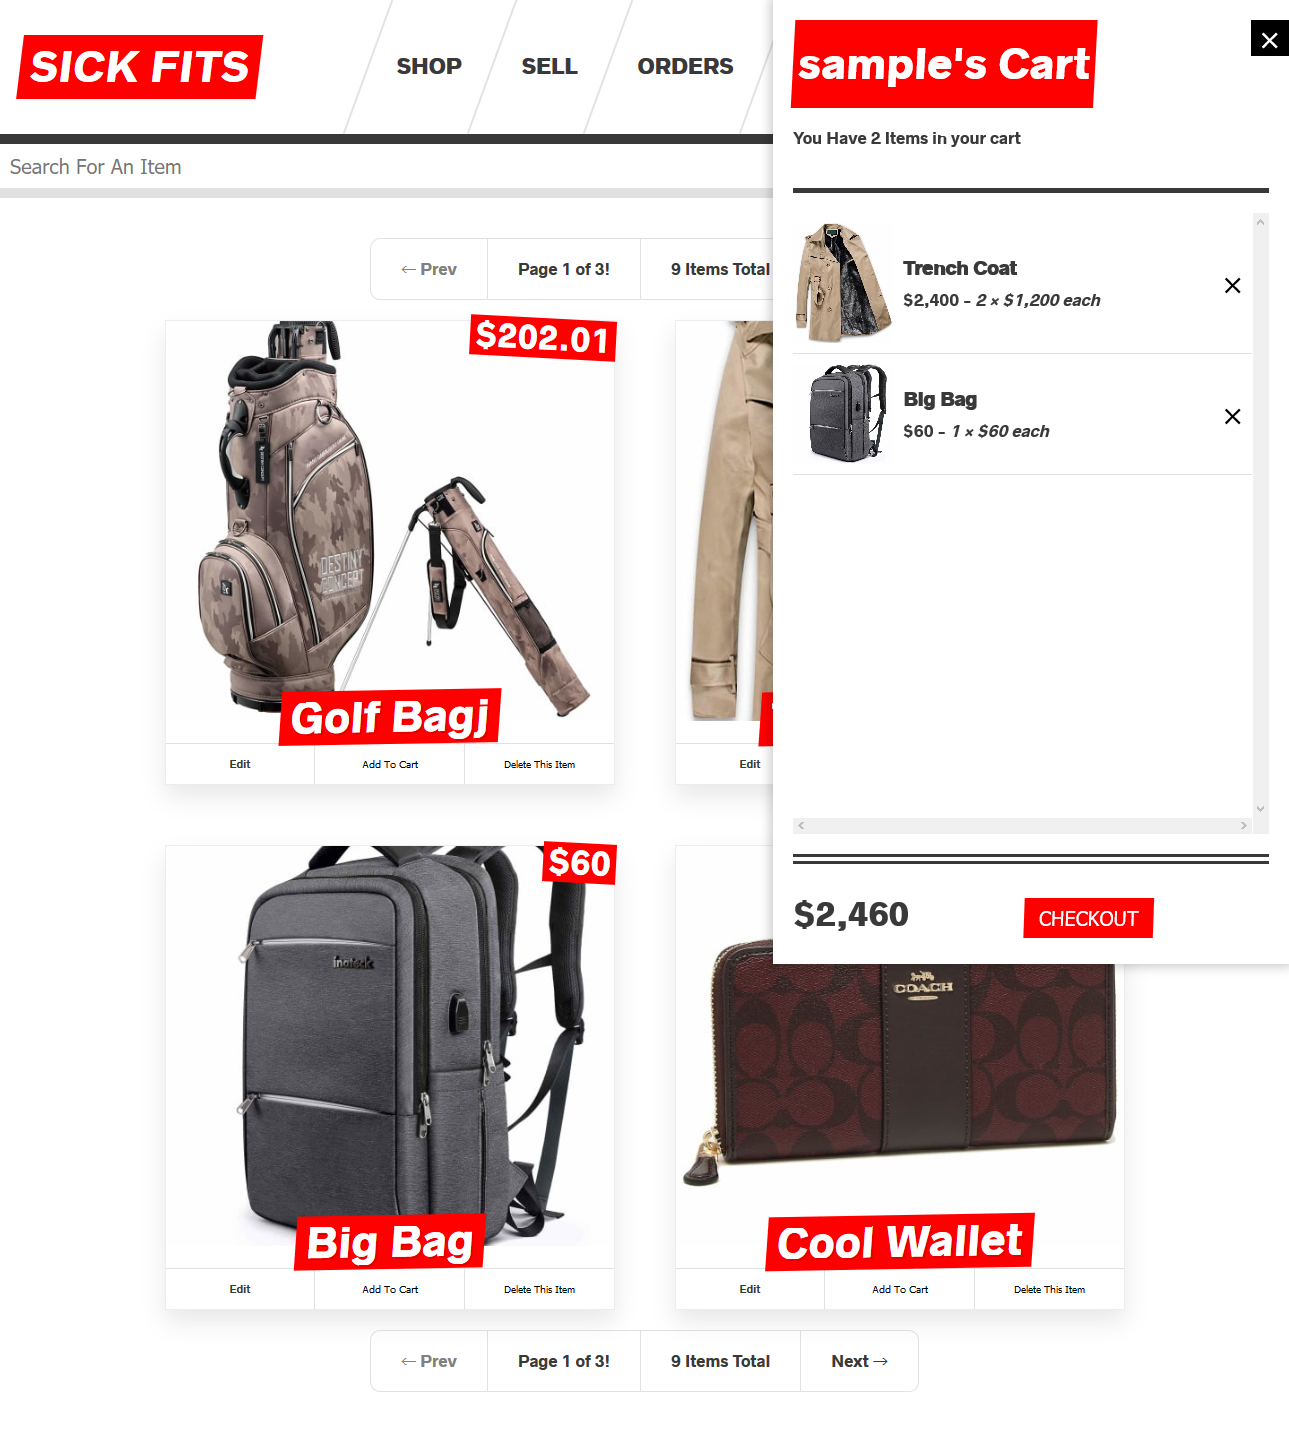 SICK FITS
SHOP
SELL
ORDERS
Search For An Item
← Prev
Page 1 of 3!
9 Items Total
$202.01
DESTINY
CONCEPT
Golf Bagj
Edit
Add To Cart
Delete This Item
Edit
$60
inateck
Big Bag
Edit
Add To Cart
Delete This Item
COACH
Cool Wallet
Edit
Add To Cart
Delete This Item
← Prev
Page 1 of 3!
9 Items Total
Next →
sample's Cart
×
You Have 2 Items in your cart
Trench Coat
$2,400 - 2 × $1,200 each
×
Big Bag
$60 - 1 × $60 each
×
$2,460
CHECKOUT